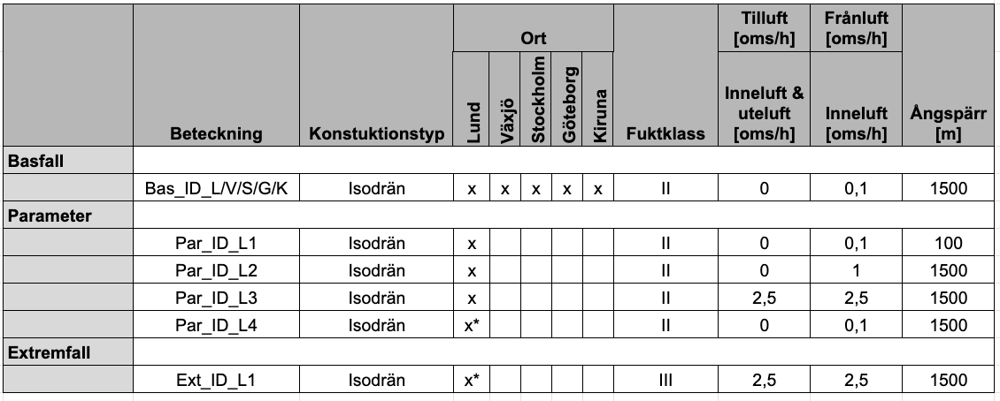 Beteckning Konstuktionstyp Ort Lund Växjö Stockholm Göteborg Kiruna Fuktklass Tilluft [oms/h] Inneluft & uteluft [oms/h] Frånluft [oms/h] Inneluft [oms/h] Ångspärr [m]
Basfall
Bas_ID_L/V/S/G/K Isodrän x x x x x II 0 0,1 1500
Parameter
Par_ID_L1 Isodrän x II 0 0,1 100
Par_ID_L2 Isodrän x II 0 1 1500
Par_ID_L3 Isodrän x II 2,5 2,5 1500
Par_ID_L4 Isodrän x* II 0 0,1 1500
Extremfall
Ext_ID_L1 Isodrän x* III 2,5 2,5 1500